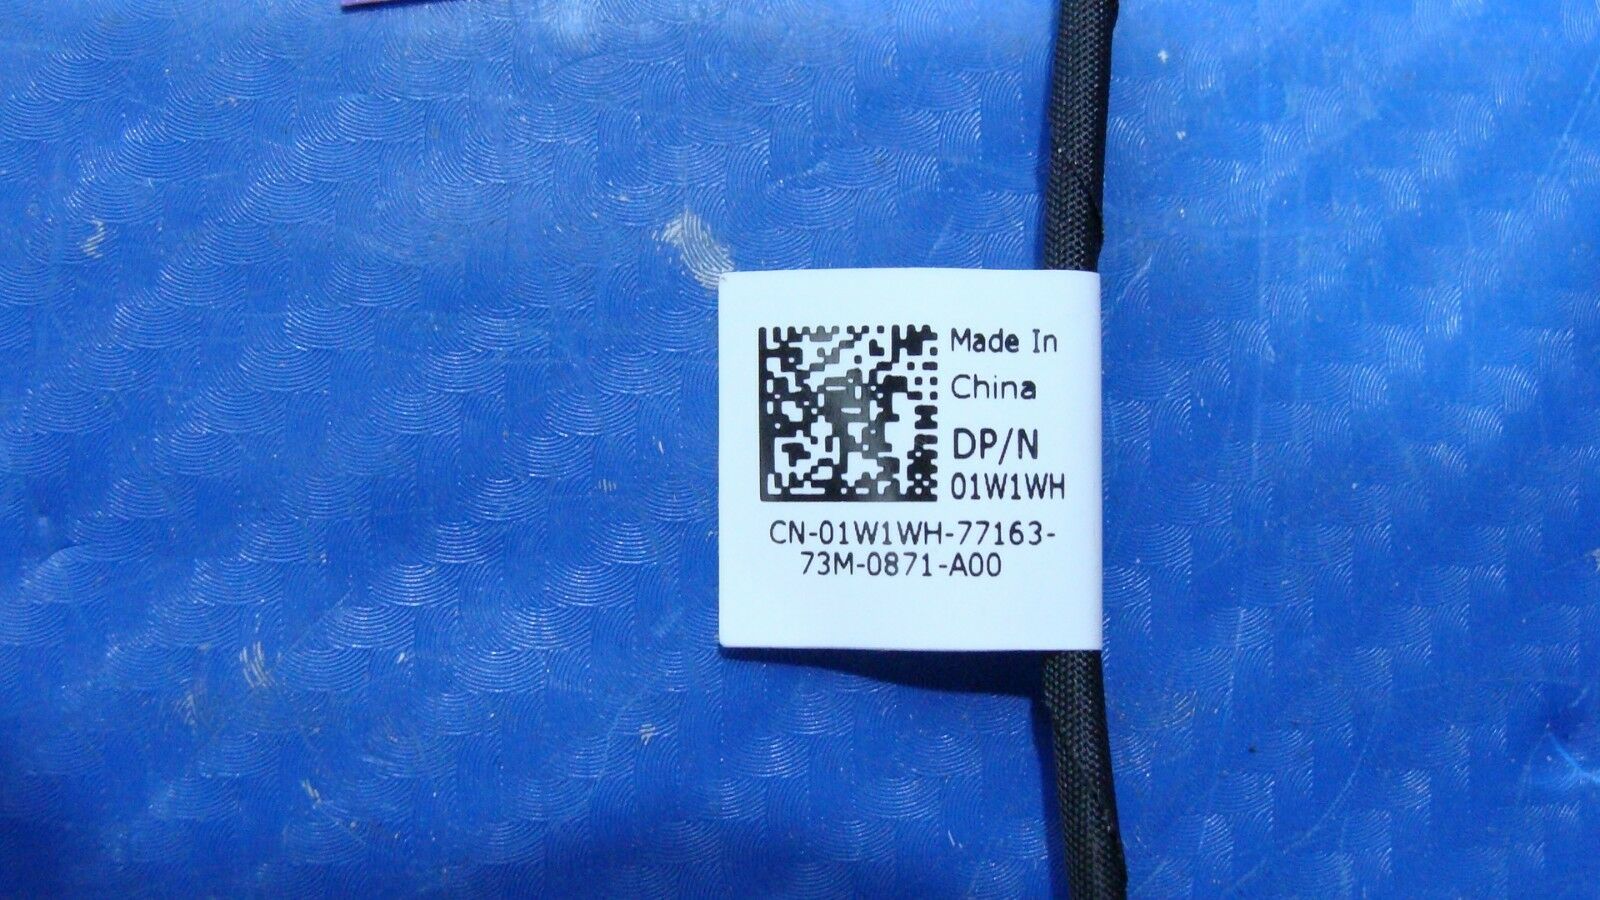 Made In
China
DP/N
01W1WH
CN-01W1WH-77163-
73M-0871-A00